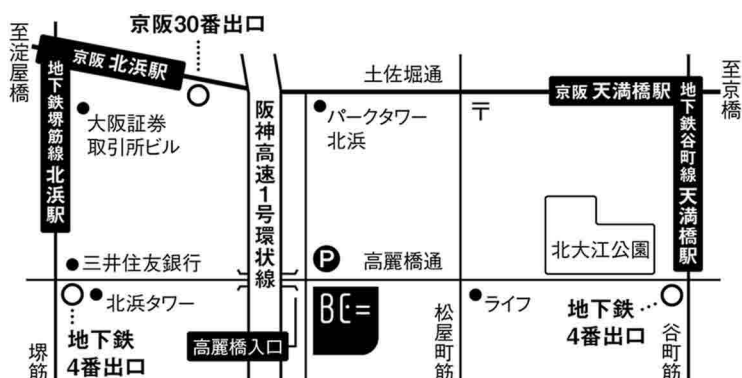 至淀屋橋
京阪30番出口
京阪 北浜駅
地下鉄堺筋線 北浜駅
大阪証券
取引所ビル
阪神高速1号環状線
土佐堀通
パークタワー
北浜
〒
京阪 天満橋駅
至京橋
地下鉄谷町線 天満橋駅
北大江公園
三井住友銀行
P
高麗橋通
北浜タワー
地下鉄
4番出口
堺筋
高麗橋入口
BE=
松屋町筋
ライフ
地下鉄
4番出口
谷町筋